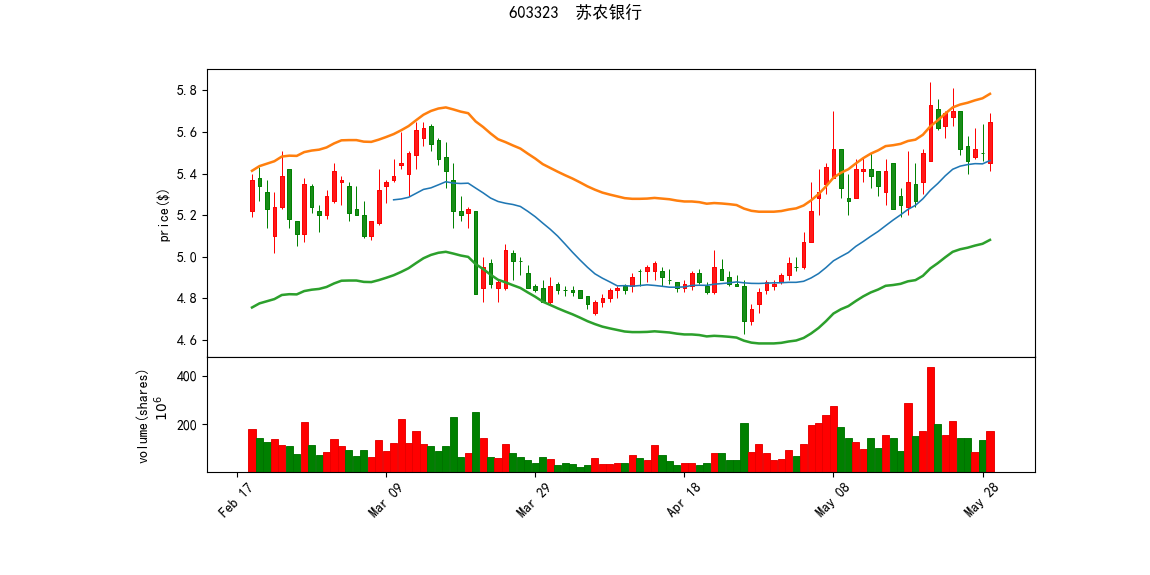 603323 苏农银行
price($)
5.8
5.6
5.4
5.2
5.0
4.8
4.6
volume(shares)
10^6
400
200
Feb 17
Mar 09
Mar 29
Apr 18
May 08
May 28